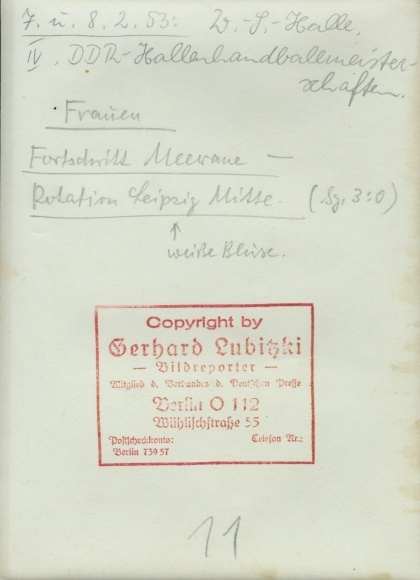 7. u. 8. 2. 53: W.-S.-Halle,
IV. DDR-Hallenhandballmeister-
schaften.
Frauen
Fortschritt Meerane –
Rotation Leipzig Mitte. (Sg. 3:0)
↑
weiße Bluse.
Copyright by
Gerhard Lubitzki
— Bildreporter —
Mitglied d. Verbandes d. Deutschen Presse
Berlin O 112
Wühlischstraße 55
Postscheckkonto: Telefon Nr.:
Berlin 739 57
11